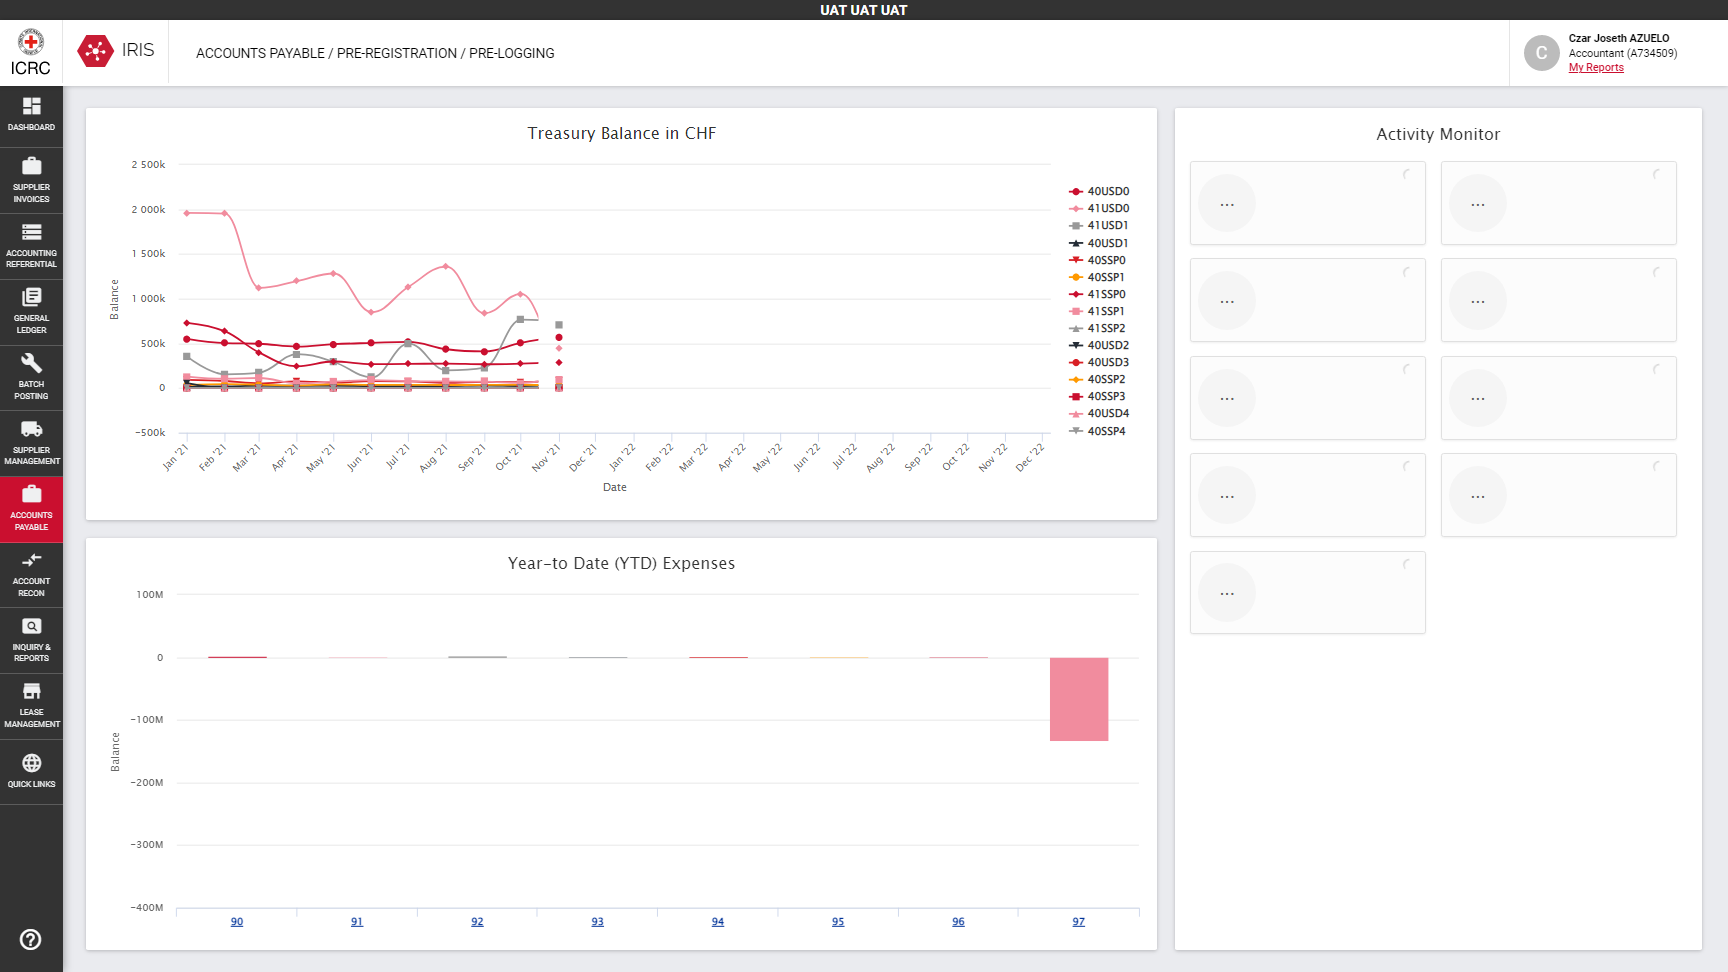 UAT UAT UAT
ICRC
IRIS
ACCOUNTS PAYABLE / PRE-REGISTRATION / PRE-LOGGING
C
Czar Joseth AZUELO
Accountant (A734509)
My Reports
DASHBOARD
SUPPLIER
INVOICES
ACCOUNTING
REFERENTIAL
GENERAL
LEDGER
BATCH
POSTING
SUPPLIER
MANAGEMENT
ACCOUNTS
PAYABLE
ACCOUNT
RECON
INQUIRY &
REPORTS
LEASE
MANAGEMENT
QUICK LINKS
Treasury Balance in CHF
2 500k
2 000k
1 500k
1 000k
500k
0
-500k
Balance
Jan '21
Feb '21
Mar '21
Apr '21
May '21
Jun '21
Jul '21
Aug '21
Sep '21
Oct '21
Nov '21
Dec '21
Jan '22
Feb '22
Mar '22
Apr '22
May '22
Jun '22
Jul '22
Aug '22
Sep '22
Oct '22
Nov '22
Dec '22
Date
40USD0
41USD0
41USD1
40USD1
40SSP0
40SSP1
41SSP0
41SSP1
41SSP2
40USD2
40USD3
40SSP2
40SSP3
40USD4
40SSP4
Year-to Date (YTD) Expenses
100M
0
-100M
-200M
-300M
-400M
Balance
90
91
92
93
94
95
96
97
Activity Monitor
...
...
...
...
...
...
...
...
...